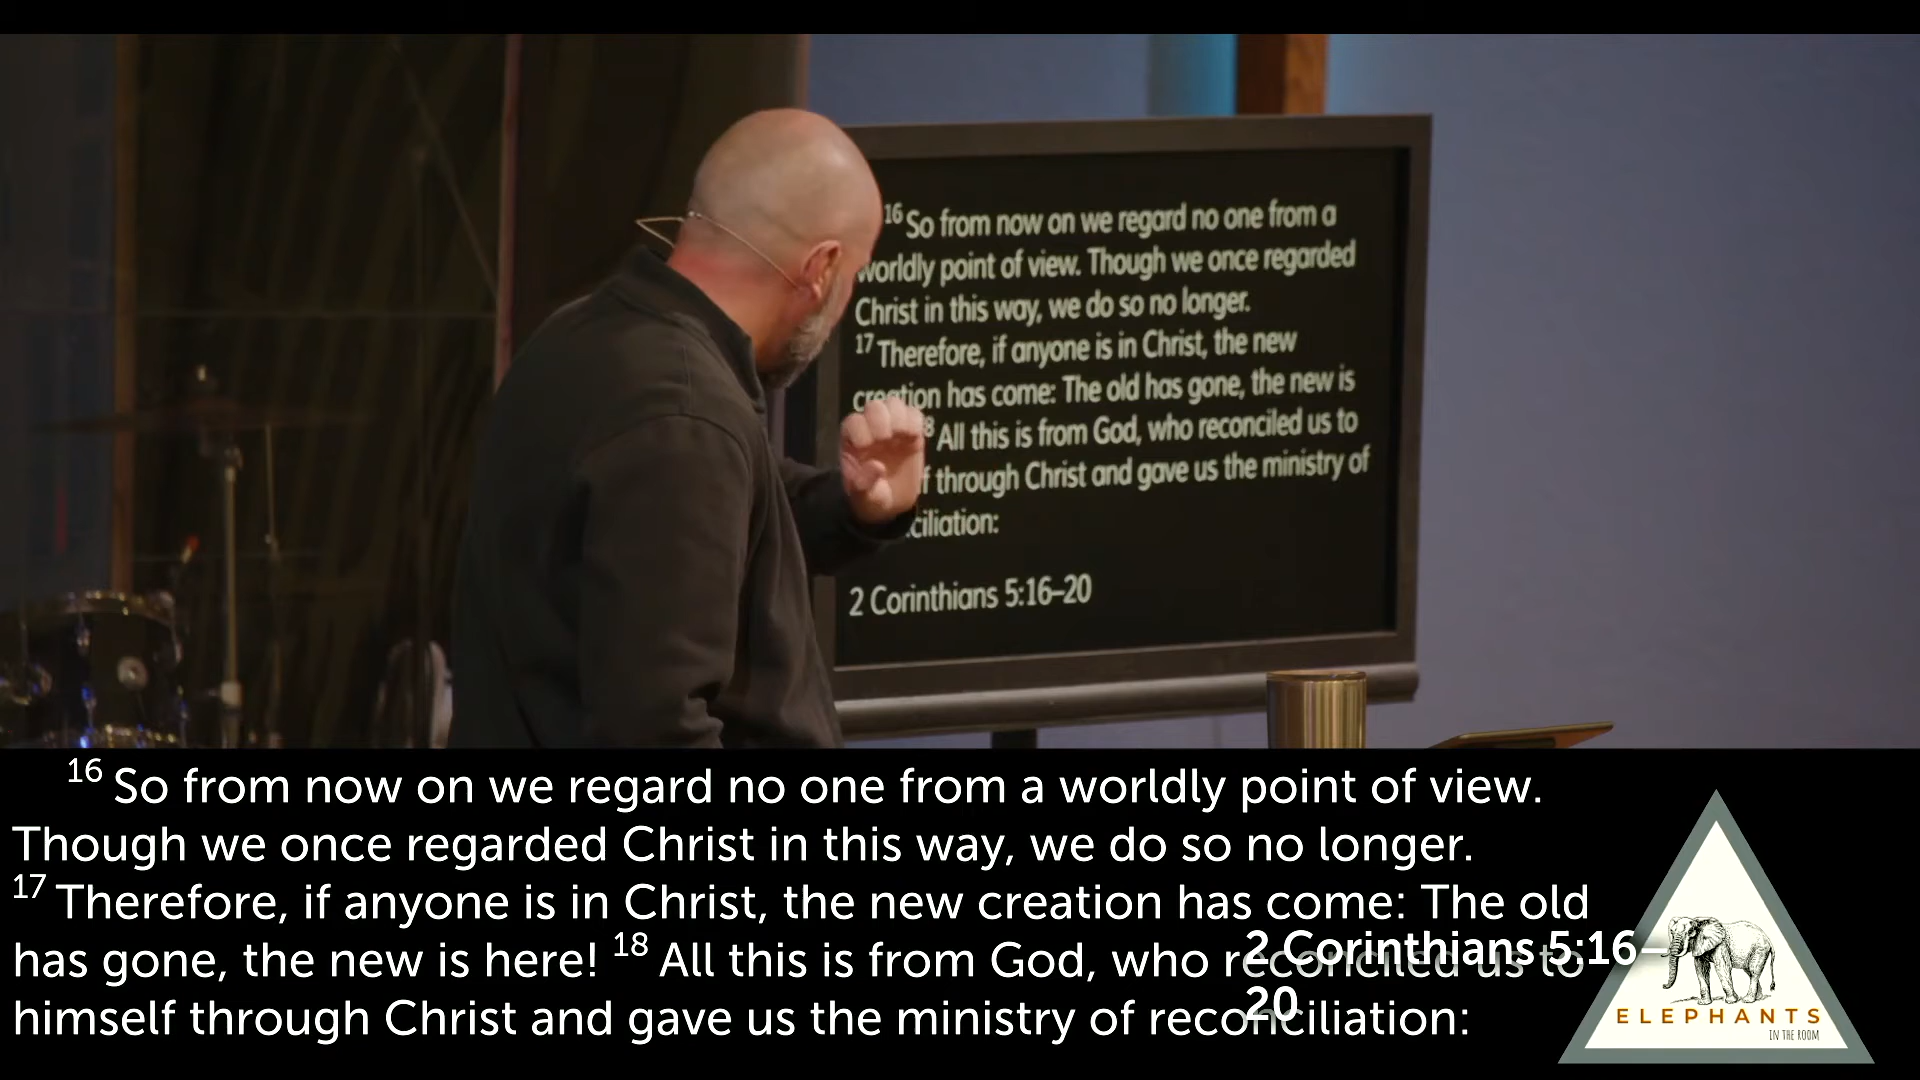 16 So from now on we regard no one from a
worldly point of view. Though we once regarded
Christ in this way, we do so no longer.
17 Therefore, if anyone is in Christ, the new
creation has come: The old has gone, the new is
8 All this is from God, who reconciled us to
f through Christ and gave us the ministry of
ciliation:
2 Corinthians 5:16–20
16 So from now on we regard no one from a worldly point of view.
Though we once regarded Christ in this way, we do so no longer.
17 Therefore, if anyone is in Christ, the new creation has come: The old
has gone, the new is here! 18 All this is from God, who reconciled us to
himself through Christ and gave us the ministry of reconciliation:
2 Corinthians 5:16–
20
ELEPHANTS
IN THE ROOM